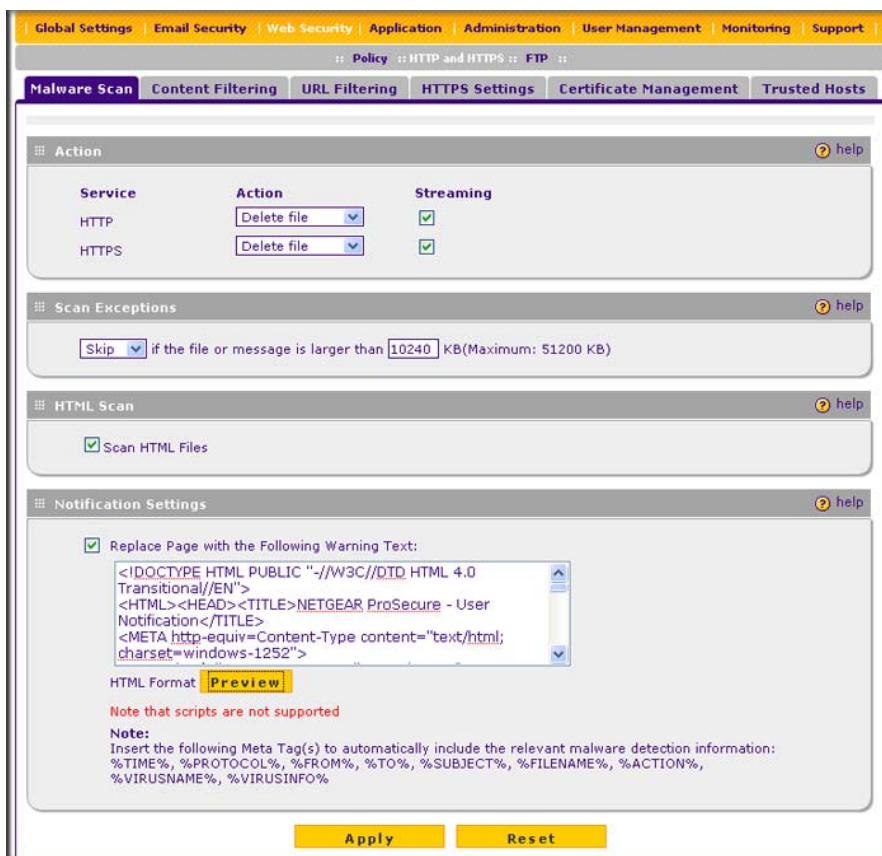 Global Settings | Email Security | Web Security | Application | Administration | User Management | Monitoring | Support
:: Policy :: HTTP and HTTPS :: FTP ::
Malware Scan Content Filtering URL Filtering HTTPS Settings Certificate Management Trusted Hosts
Action help
Service Action Streaming
HTTP Delete file
HTTPS Delete file
Scan Exceptions help
Skip if the file or message is larger than 10240 KB(Maximum: 51200 KB)
HTML Scan help
Scan HTML Files
Notification Settings help
Replace Page with the Following Warning Text:
<!DOCTYPE HTML PUBLIC "-//W3C//DTD HTML 4.0
Transitional//EN">
<HTML><HEAD><TITLE>NETGEAR ProSecure - User
Notification</TITLE>
<META http-equiv=Content-Type content="text/html;
charset=windows-1252">
HTML Format Preview
Note that scripts are not supported
Note:
Insert the following Meta Tag(s) to automatically include the relevant malware detection information:
%TIME%, %PROTOCOL%, %FROM%, %TO%, %SUBJECT%, %FILENAME%, %ACTION%,
%VIRUSNAME%, %VIRUSINFO%
Apply Reset